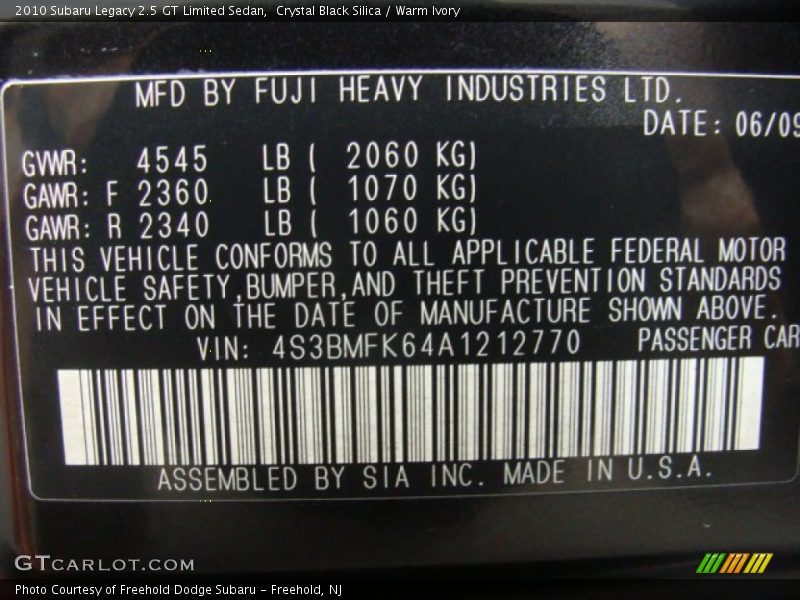 2010 Subaru Legacy 2.5 GT Limited Sedan,  Crystal Black Silica / Warm Ivory
MFD BY FUJI HEAVY INDUSTRIES LTD.
DATE: 06/09
GVWR: 4545 LB ( 2060 KG)
GAWR: F 2360 LB ( 1070 KG)
GAWR: R 2340 LB ( 1060 KG)
THIS VEHICLE CONFORMS TO ALL APPLICABLE FEDERAL MOTOR
VEHICLE SAFETY,BUMPER,AND THEFT PREVENTION STANDARDS
IN EFFECT ON THE DATE OF MANUFACTURE SHOWN ABOVE.
VIN: 4S3BMFK64A1212770 PASSENGER CAR
ASSEMBLED BY SIA INC. MADE IN U.S.A.
GTCARLOT.COM
Photo Courtesy of Freehold Dodge Subaru - Freehold, NJ